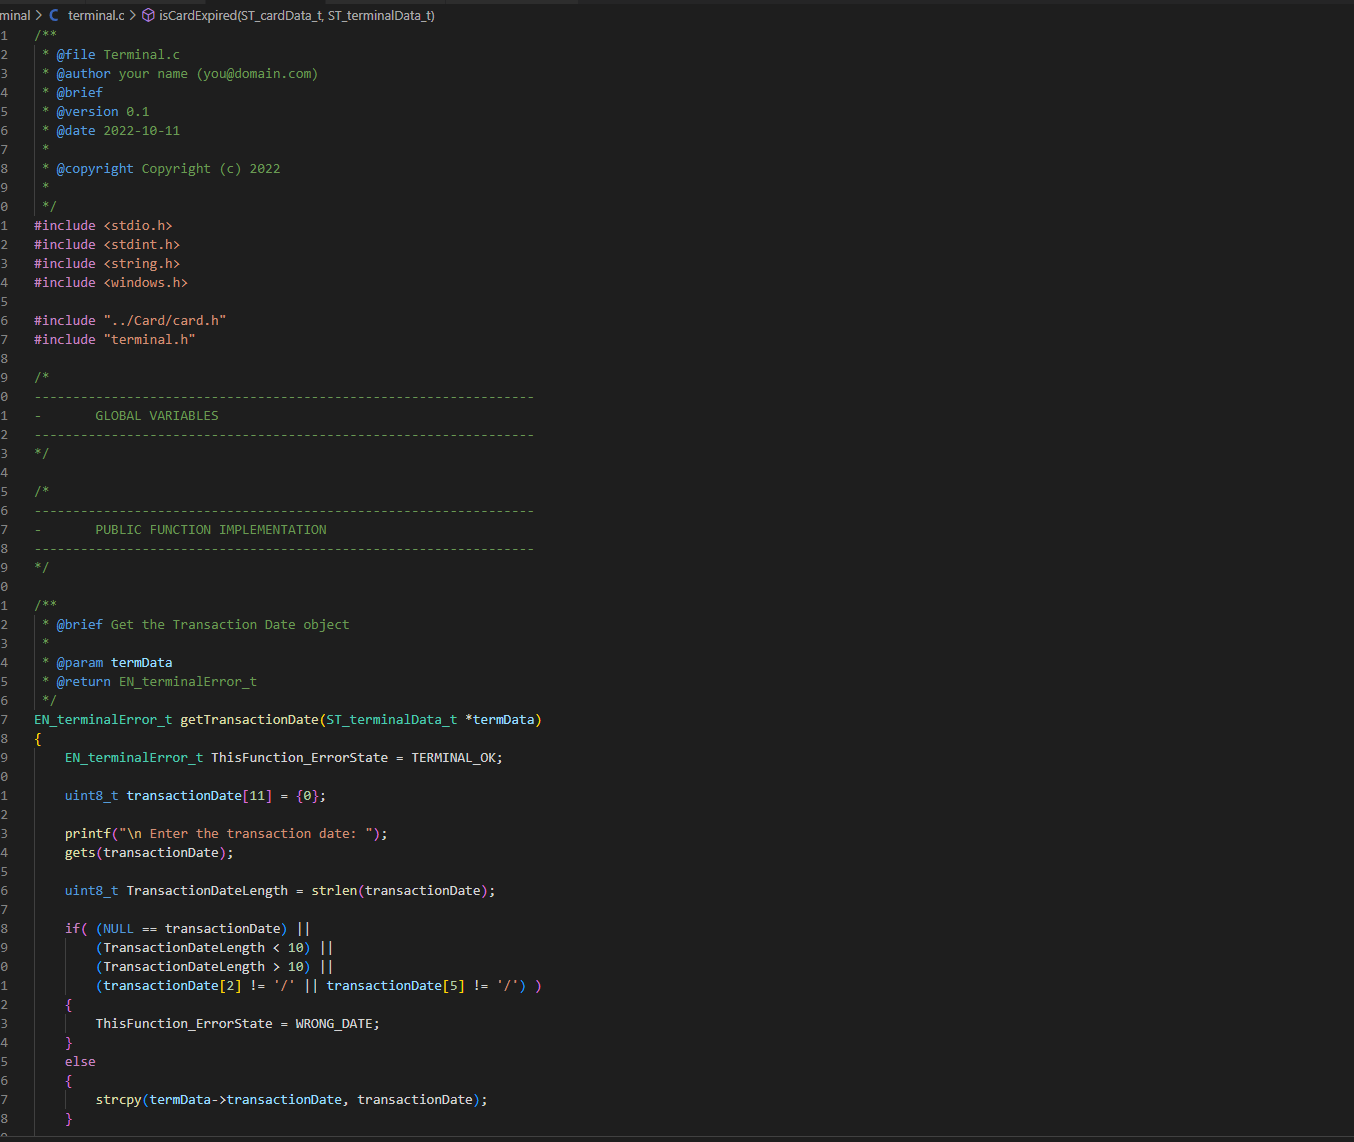 minal > C terminal.c > isCardExpired(ST_cardData_t, ST_terminalData_t)
1 /**
2 * @file Terminal.c
3 * @author your name (you@domain.com)
4 * @brief
5 * @version 0.1
6 * @date 2022-10-11
7 *
8 * @copyright Copyright (c) 2022
9 *
0 */
1 #include <stdio.h>
2 #include <stdint.h>
3 #include <string.h>
4 #include <windows.h>
5
6 #include "../Card/card.h"
7 #include "terminal.h"
8
9 /*
0 -----------------------------------------------------------------
1 -       GLOBAL VARIABLES
2 -----------------------------------------------------------------
3 */
4
5 /*
6 -----------------------------------------------------------------
7 -       PUBLIC FUNCTION IMPLEMENTATION
8 -----------------------------------------------------------------
9 */
0
1 /**
2 * @brief Get the Transaction Date object
3 *
4 * @param termData
5 * @return EN_terminalError_t
6 */
7 EN_terminalError_t getTransactionDate(ST_terminalData_t *termData)
8 {
9     EN_terminalError_t ThisFunction_ErrorState = TERMINAL_OK;
0
1     uint8_t transactionDate[11] = {0};
2
3     printf("\n Enter the transaction date: ");
4     gets(transactionDate);
5
6     uint8_t TransactionDateLength = strlen(transactionDate);
7
8     if( (NULL == transactionDate) ||
9         (TransactionDateLength < 10) ||
0         (TransactionDateLength > 10) ||
1         (transactionDate[2] != '/' || transactionDate[5] != '/') )
2     {
3         ThisFunction_ErrorState = WRONG_DATE;
4     }
5     else
6     {
7         strcpy(termData->transactionDate, transactionDate);
8     }